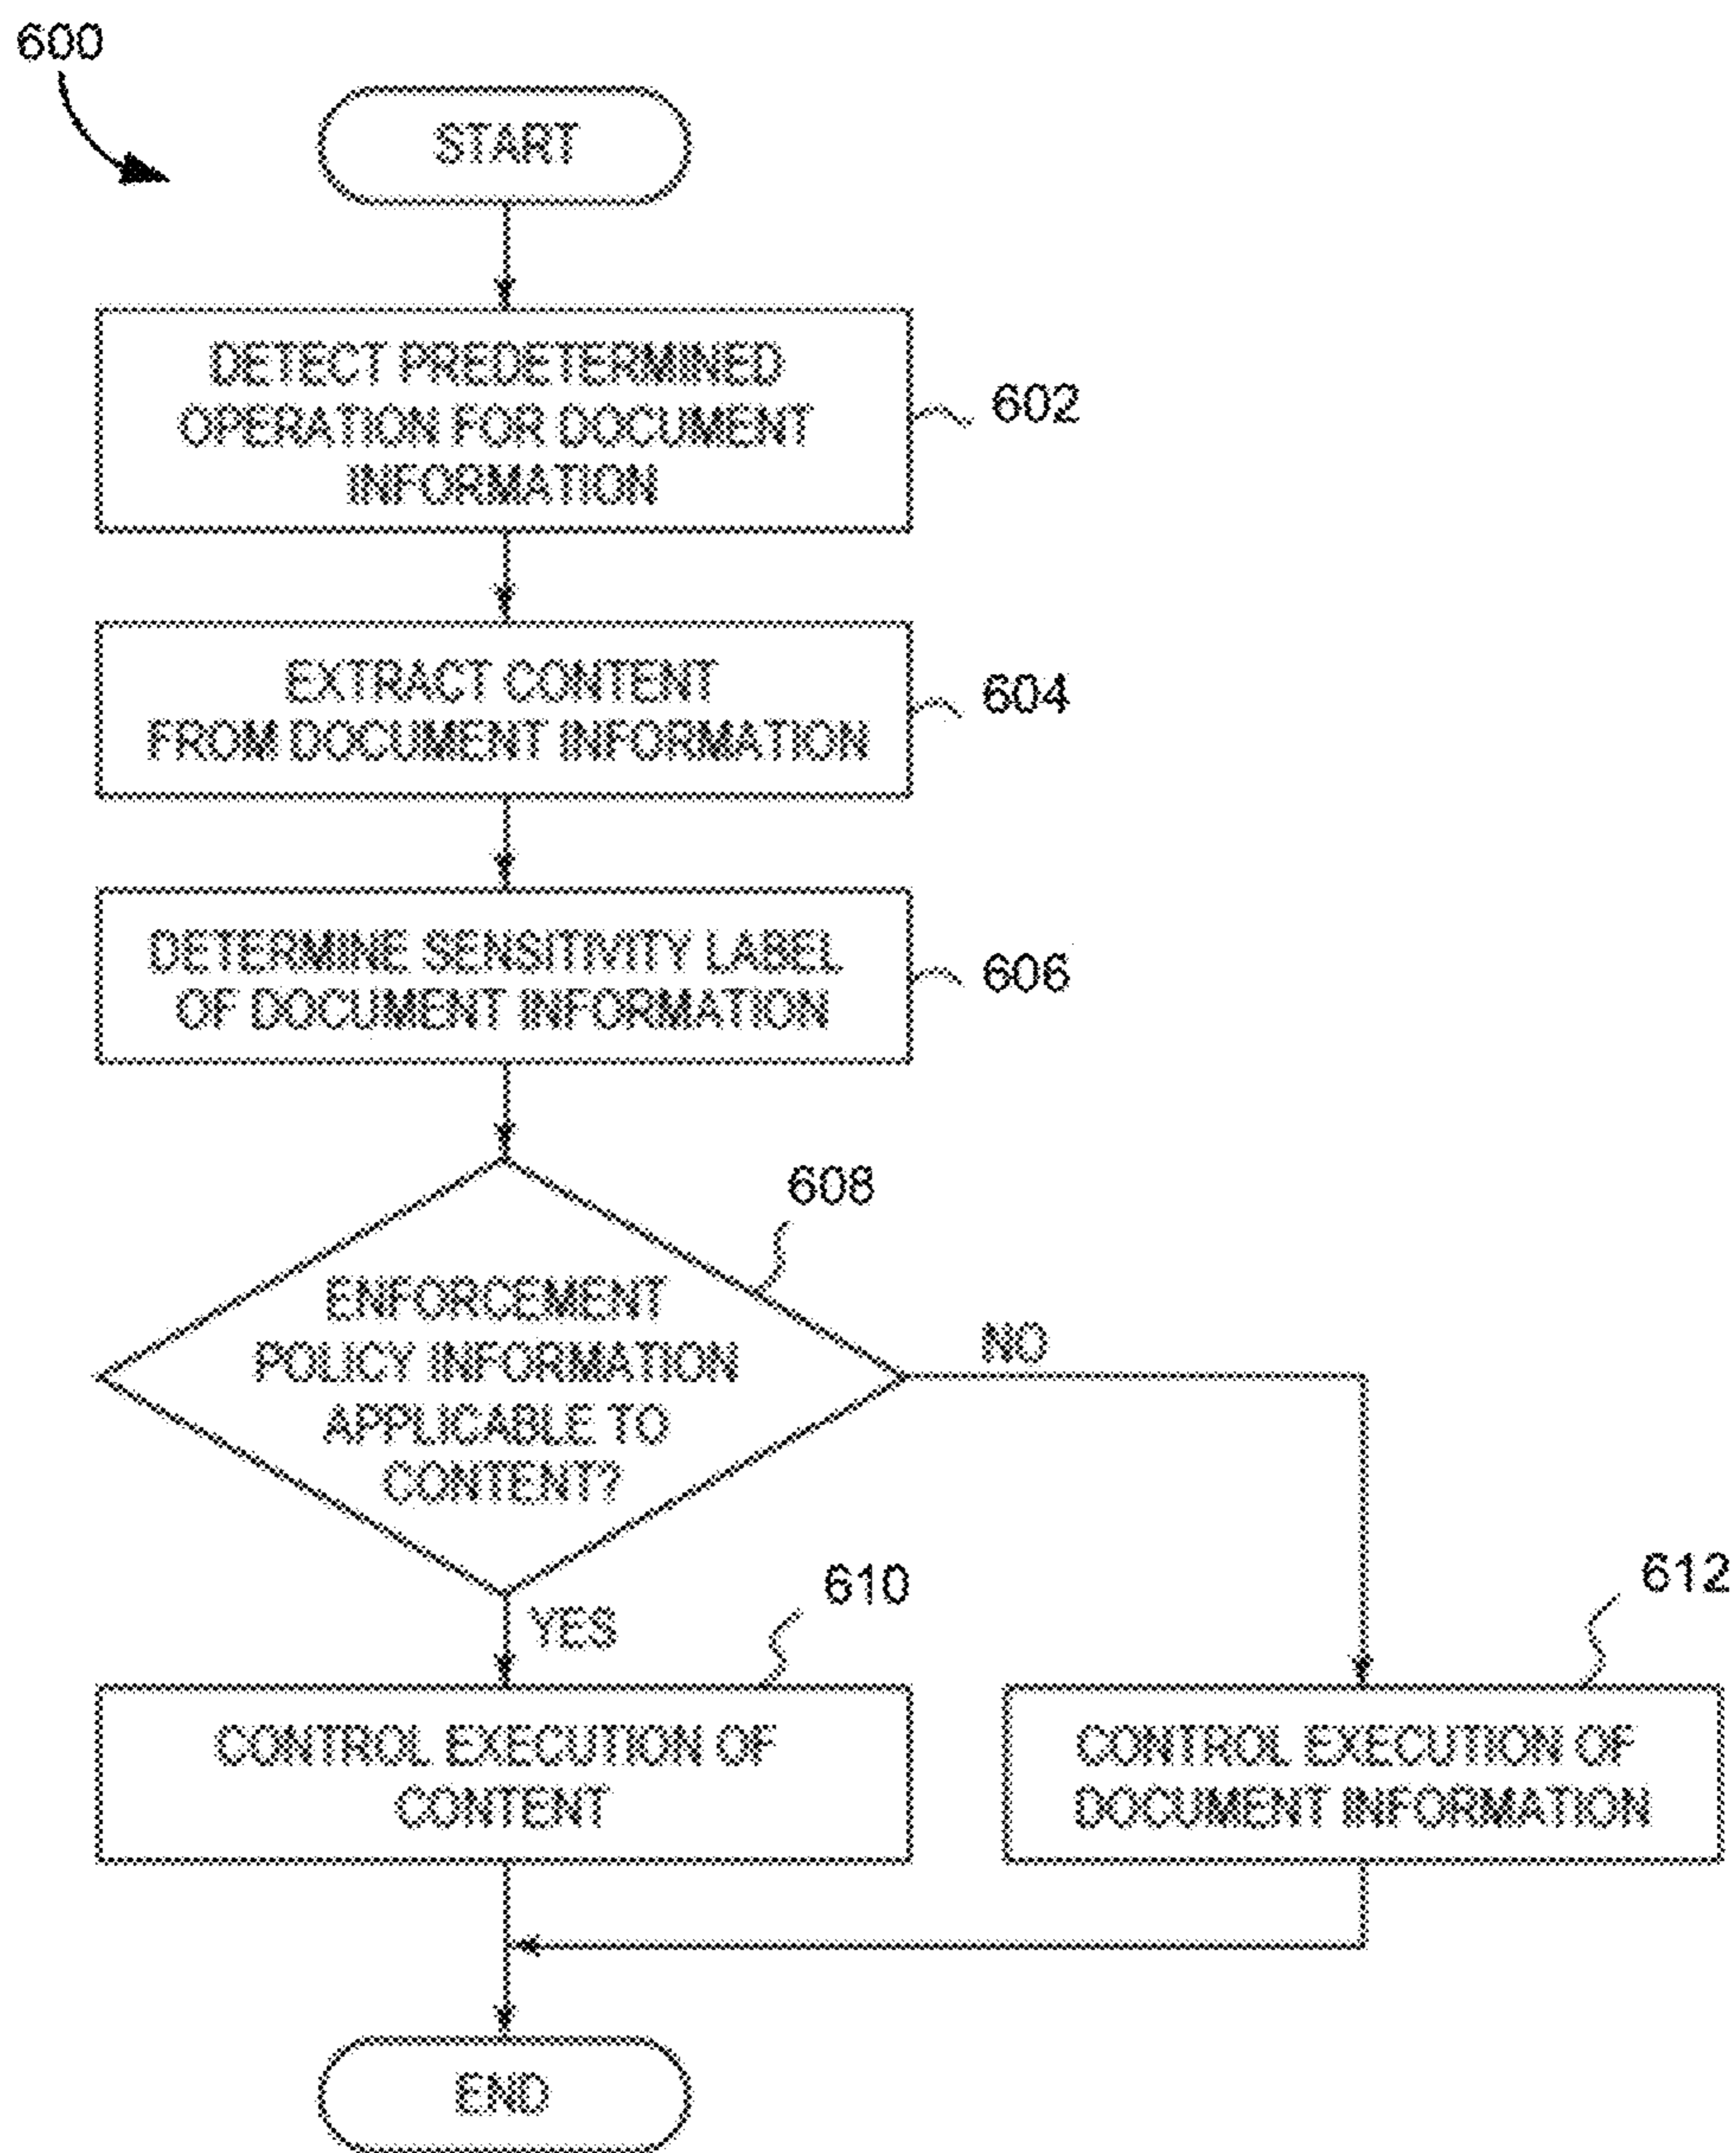 600
START
DETECT PREDETERMINED
OPERATION FOR DOCUMENT
INFORMATION
602
EXTRACT CONTENT
FROM DOCUMENT INFORMATION
604
DETERMINE SENSITIVITY LABEL
OF DOCUMENT INFORMATION
606
608
ENFORCEMENT
POLICY INFORMATION
APPLICABLE TO
CONTENT?
NO
YES
610
612
CONTROL EXECUTION OF
CONTENT
CONTROL EXECUTION OF
DOCUMENT INFORMATION
END